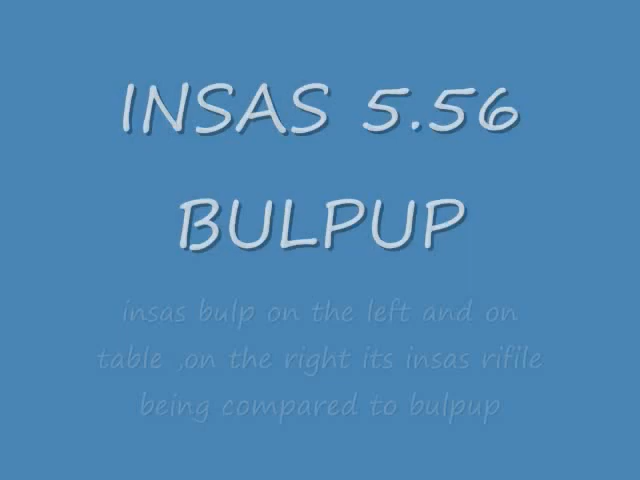 INSAS 5.56
BULPUP
insas bulp on the left and on
table ,on the right its insas rifile
being compared to bulpup